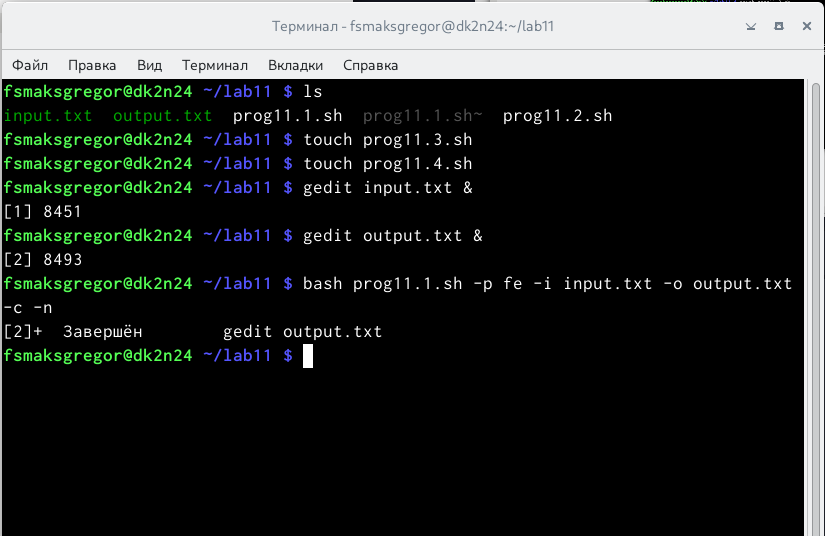 Терминал - fsmaksgregor@dk2n24:~/lab11
Файл Правка Вид Терминал Вкладки Справка
fsmaksgregor@dk2n24 ~/lab11 $ ls
input.txt output.txt prog11.1.sh prog11.1.sh~ prog11.2.sh
fsmaksgregor@dk2n24 ~/lab11 $ touch prog11.3.sh
fsmaksgregor@dk2n24 ~/lab11 $ touch prog11.4.sh
fsmaksgregor@dk2n24 ~/lab11 $ gedit input.txt &
[1] 8451
fsmaksgregor@dk2n24 ~/lab11 $ gedit output.txt &
[2] 8493
fsmaksgregor@dk2n24 ~/lab11 $ bash prog11.1.sh -p fe -i input.txt -o output.txt
-c -n
[2]+ Завершён gedit output.txt
fsmaksgregor@dk2n24 ~/lab11 $